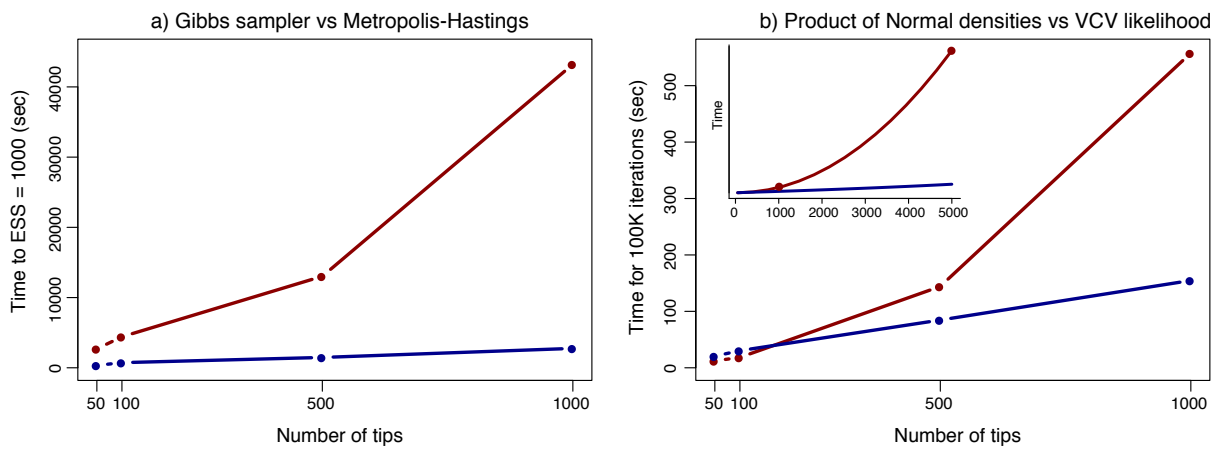 a) Gibbs sampler vs Metropolis-Hastings
Time to ESS = 1000 (sec)
40000
30000
20000
10000
0
50 100 500 1000
Number of tips
b) Product of Normal densities vs VCV likelihood
Time for 100K iterations (sec)
500
400
300
200
100
0
Time
0 1000 2000 3000 4000 5000
50 100 500 1000
Number of tips